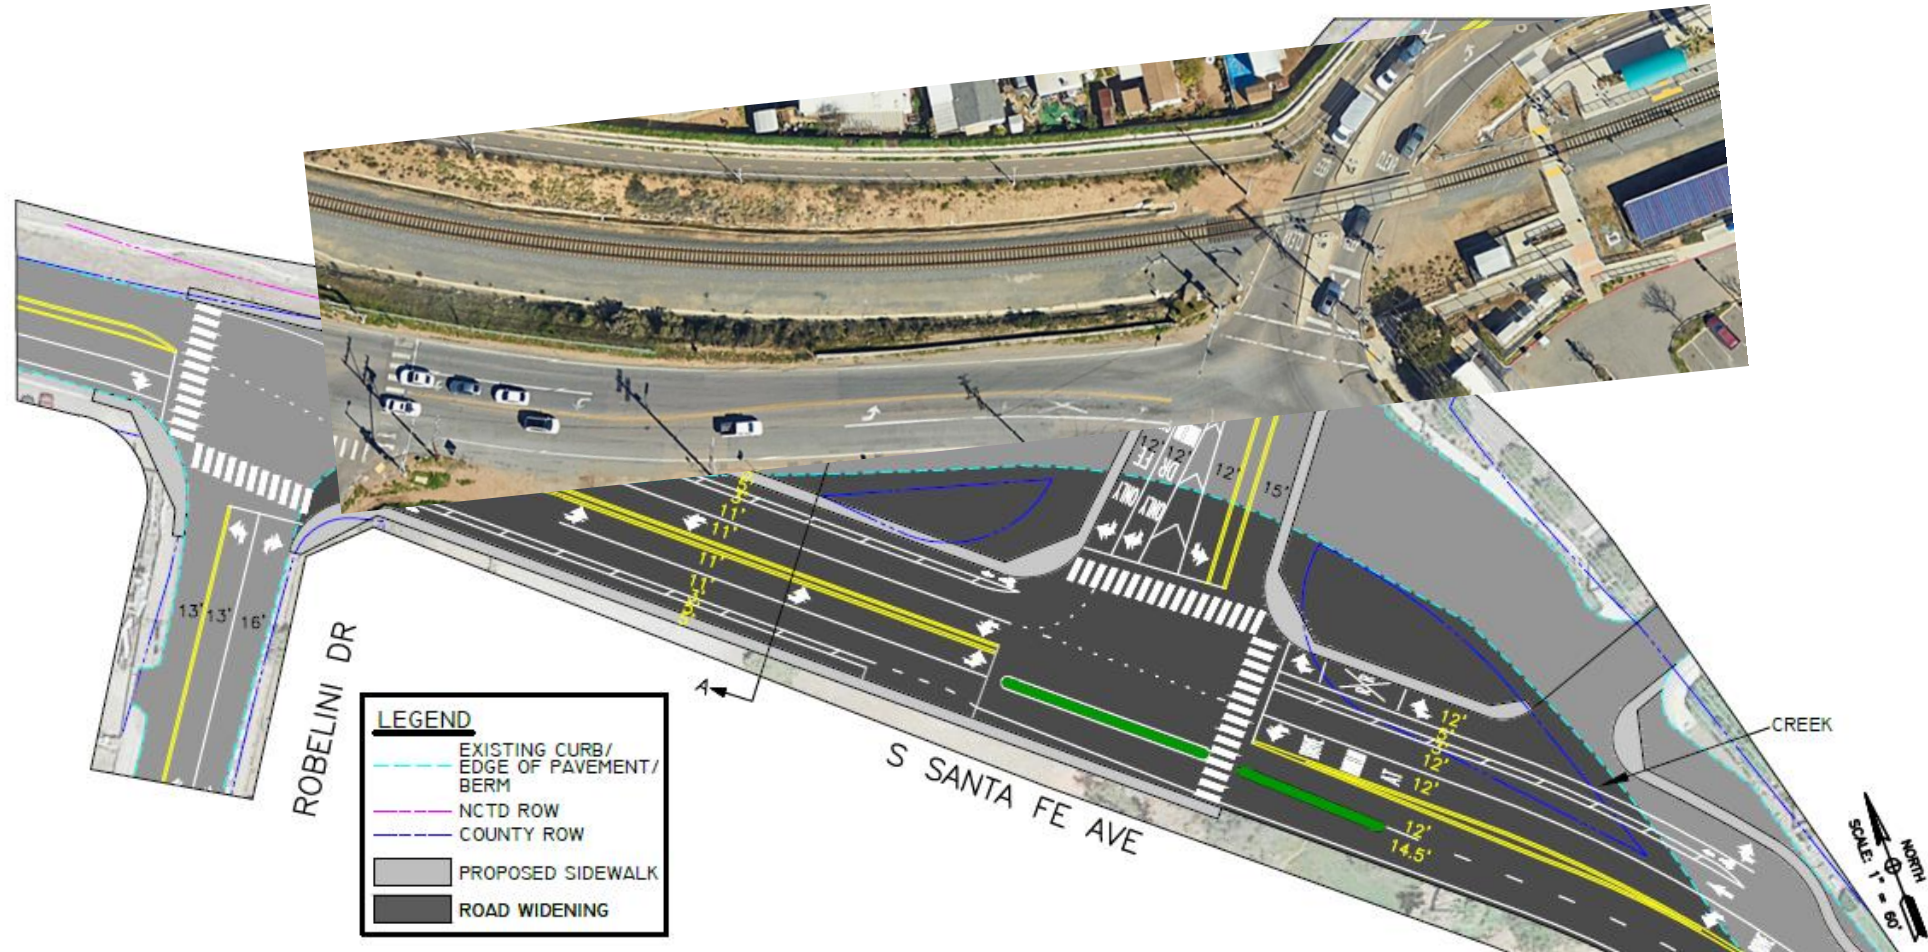 12' 12' 12' 15'
DR FE
ONLY ONLY
11'
11'
11'
11'
13' 13' 16'
ROBELINI DR
A
S SANTA FE AVE
12'
12'
12'
12'
14.5'
CREEK
LEGEND
EXISTING CURB/
EDGE OF PAVEMENT/
BERM
NCTD ROW
COUNTY ROW
PROPOSED SIDEWALK
ROAD WIDENING
NORTH
SCALE: 1" = 60'